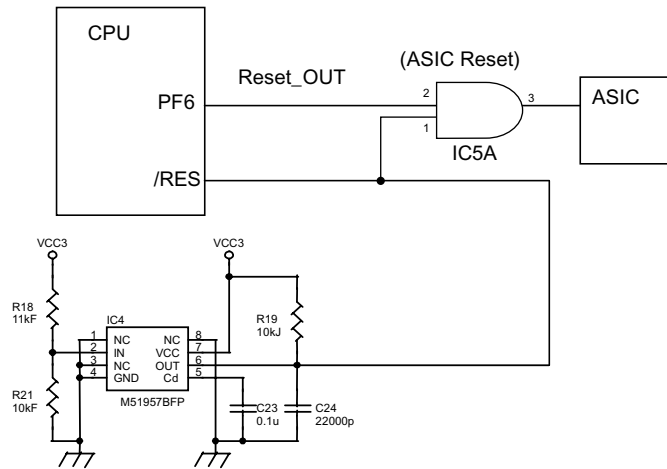 CPU
(ASIC Reset)
Reset_OUT
PF6
2
3
ASIC
1
IC5A
/RES
VCC3
VCC3
R18
11kF
IC4
R19
10kJ
1 NC NC 8
2 IN VCC 7
3 NC OUT 6
4 GND Cd 5
R21
10kF
M51957BFP
C23
0.1u
C24
22000p